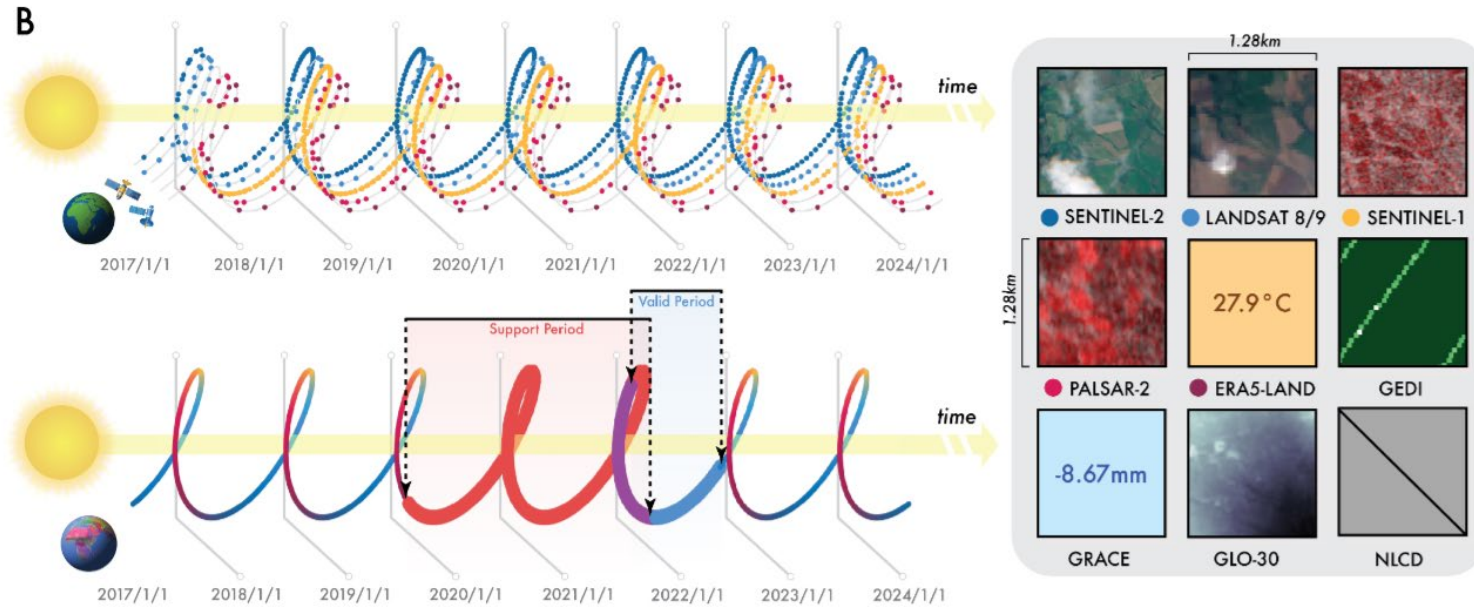 B
time
2017/1/1
2018/1/1
2019/1/1
2020/1/1
2021/1/1
2022/1/1
2023/1/1
2024/1/1
Valid Period
Support Period
time
2017/1/1
2018/1/1
2019/1/1
2020/1/1
2021/1/1
2022/1/1
2023/1/1
2024/1/1
1.28km
SENTINEL-2
LANDSAT 8/9
SENTINEL-1
1.28km
27.9°C
PALSAR-2
ERA5-LAND
GEDI
-8.67mm
GRACE
GLO-30
NLCD